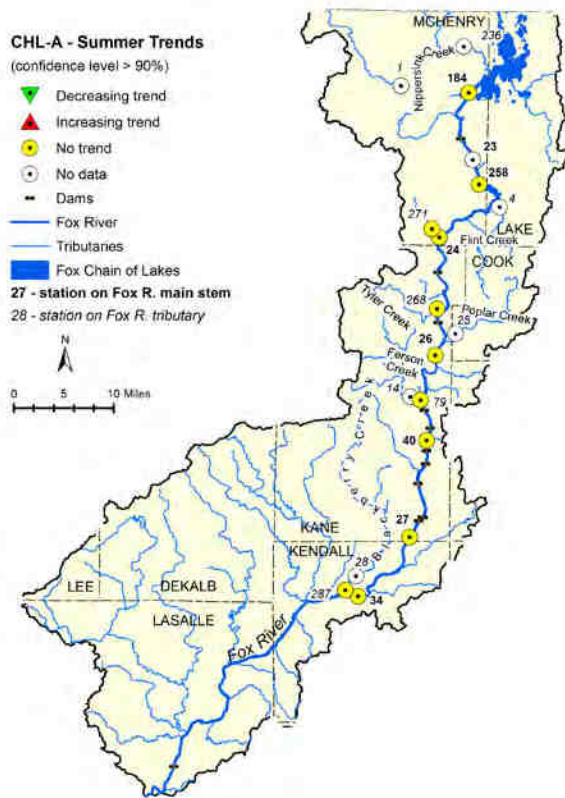 CHL-A - Summer Trends
(confidence level > 90%)
Decreasing trend
Increasing trend
No trend
No data
Dams
Fox River
Tributaries
Fox Chain of Lakes
27 - station on Fox R. main stem
28 - station on Fox R. tributary
N
0 5 10 Miles
MCHENRY
236
Nippersink Creek
1
184
23
258
4
271
LAKE
Flint Creek
24
COOK
268
Tyler Creek
Poplar Creek
25
26
Ferson Creek
14
79
40
Blackberry Creek
27
KANE
KENDALL
28
LEE
DEKALB
287
34
LASALLE
Fox River